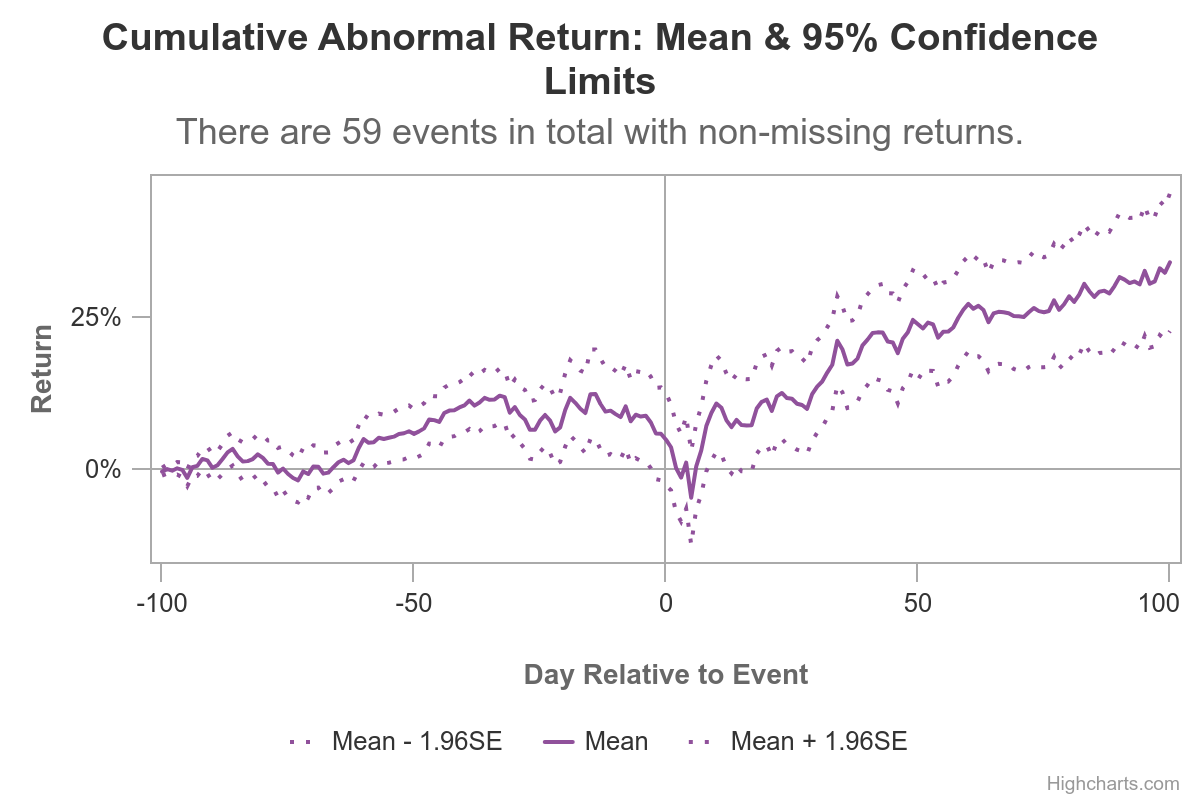 Cumulative Abnormal Return: Mean & 95% Confidence
Limits
There are 59 events in total with non-missing returns.
Return
25%
0%
-100
-50
0
50
100
Day Relative to Event
Mean - 1.96SE
Mean
Mean + 1.96SE
Highcharts.com